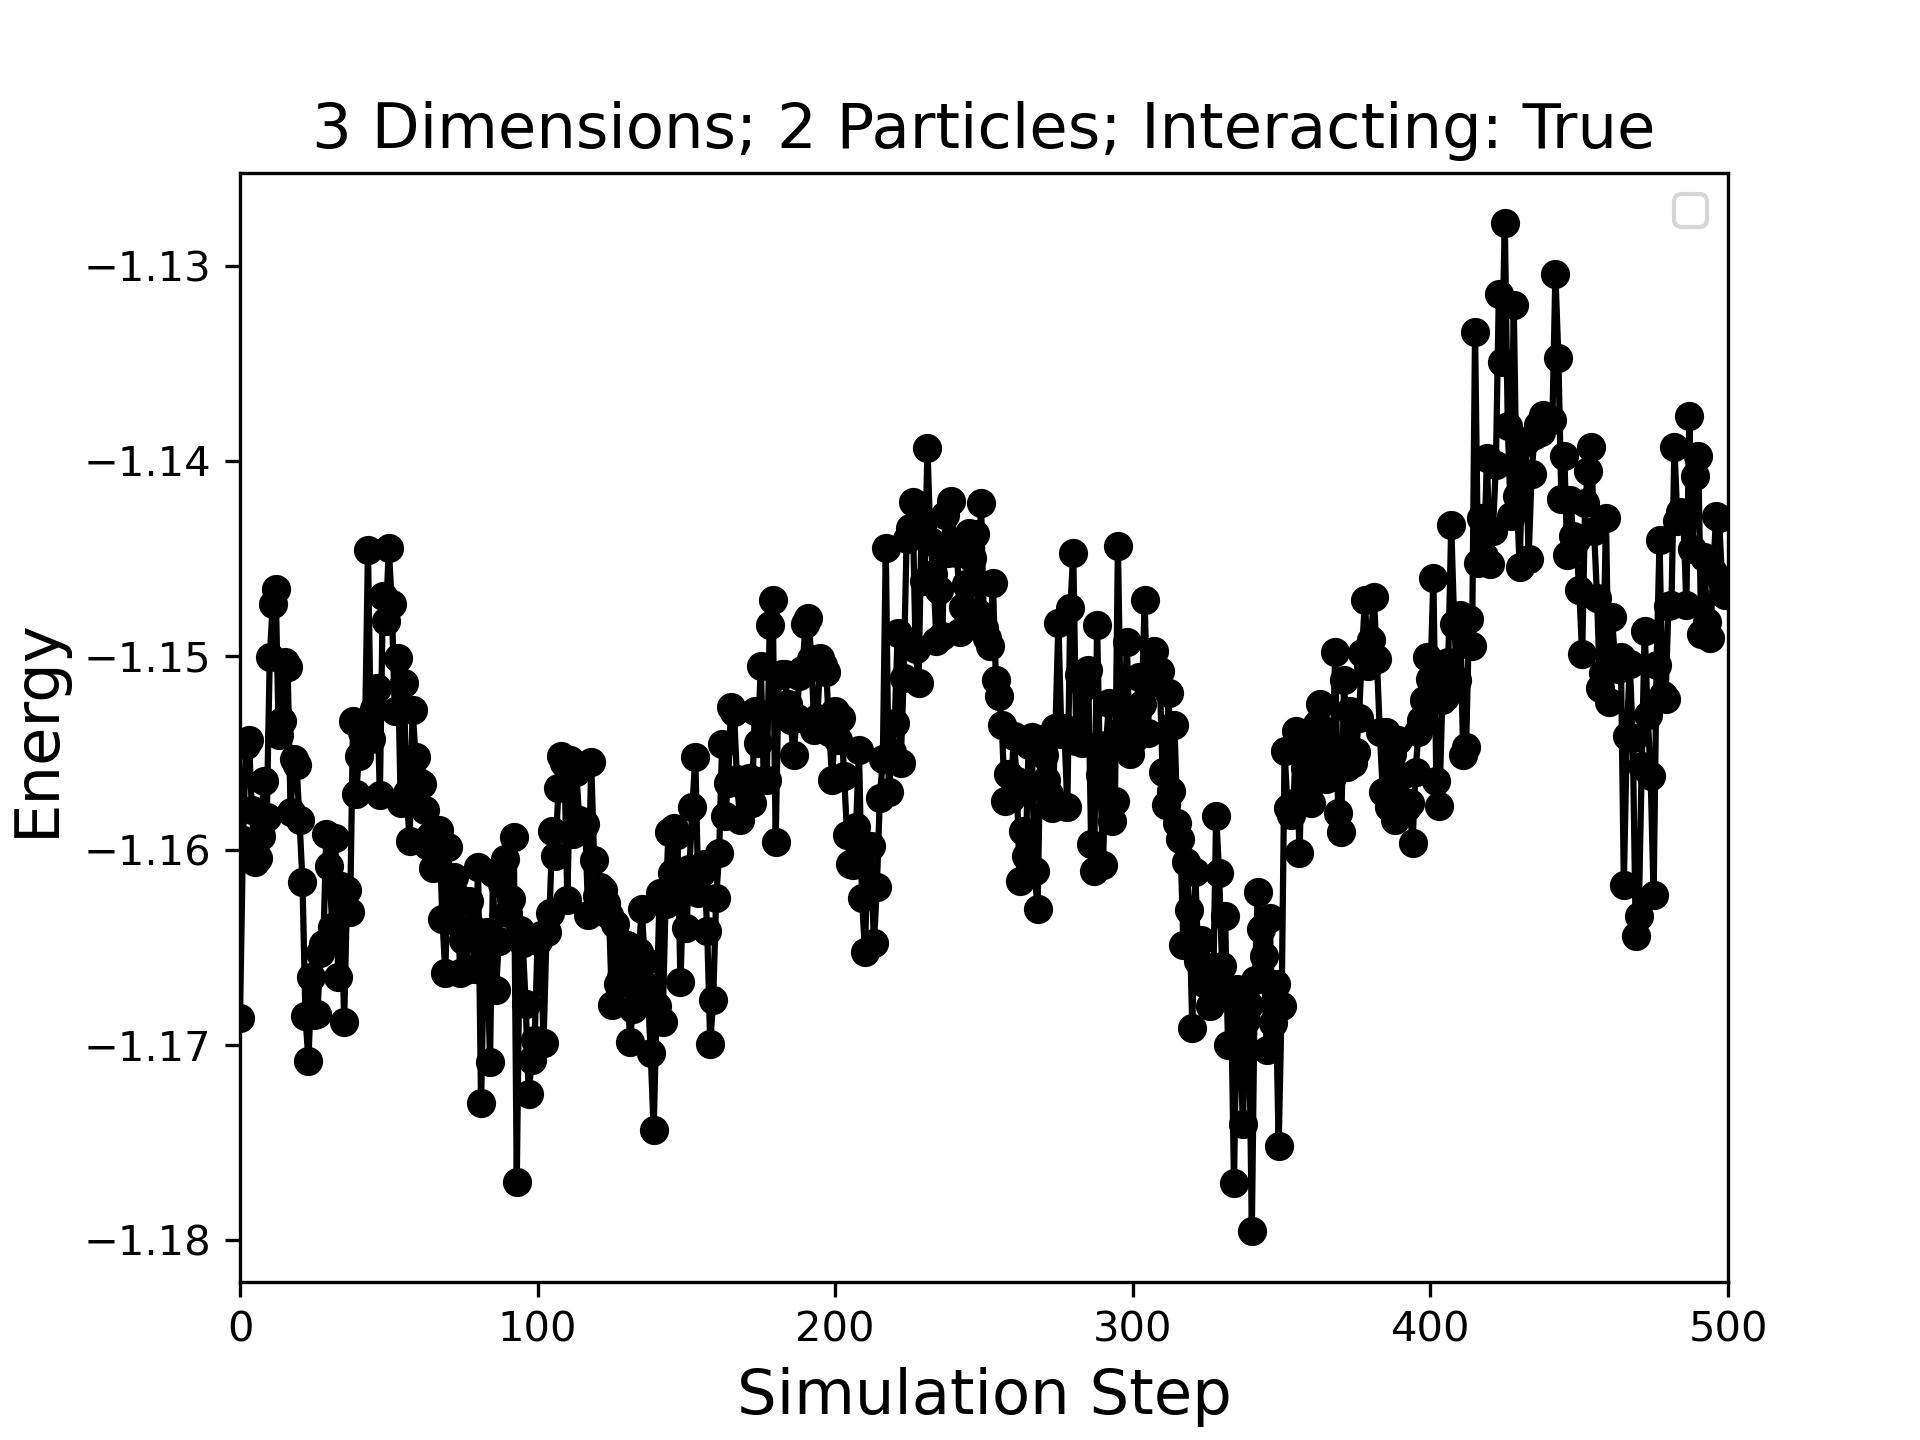 3 Dimensions; 2 Particles; Interacting: True
−1.13
−1.14
−1.15
−1.16
−1.17
−1.18
Energy
0 100 200 300 400 500
Simulation Step